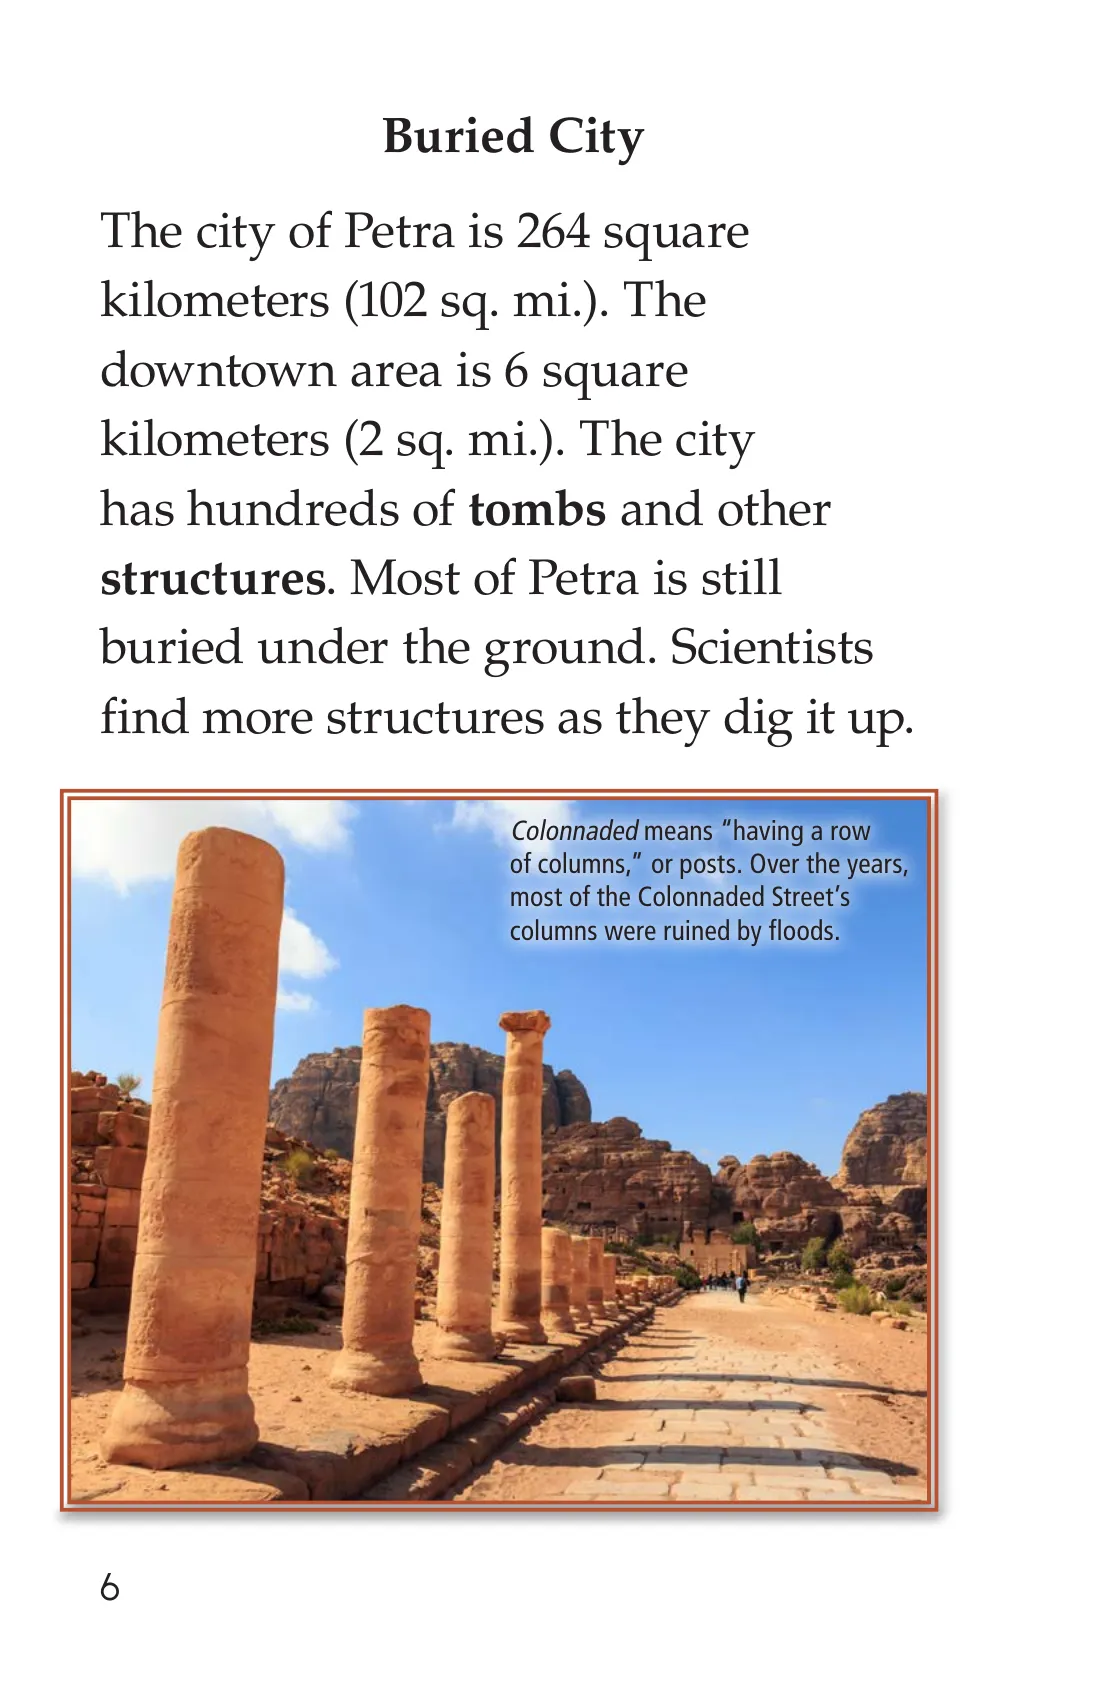 Buried City
The city of Petra is 264 square
kilometers (102 sq. mi.). The
downtown area is 6 square
kilometers (2 sq. mi.). The city
has hundreds of tombs and other
structures. Most of Petra is still
buried under the ground. Scientists
find more structures as they dig it up.
Colonnaded means “having a row
of columns,” or posts. Over the years,
most of the Colonnaded Street’s
columns were ruined by floods.
6